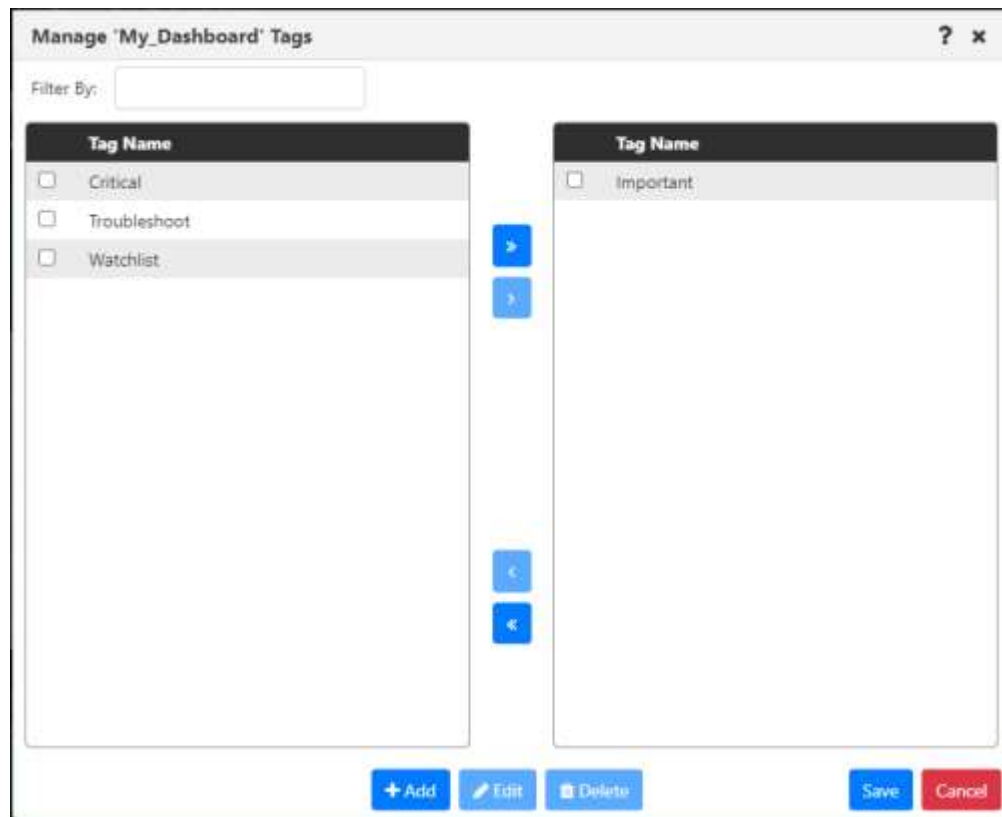 Manage 'My_Dashboard' Tags ? ×
Filter By:
Tag Name
Critical
Troubleshoot
Watchlist
»
›
‹
«
Tag Name
Important
+ Add Edit Delete Save Cancel